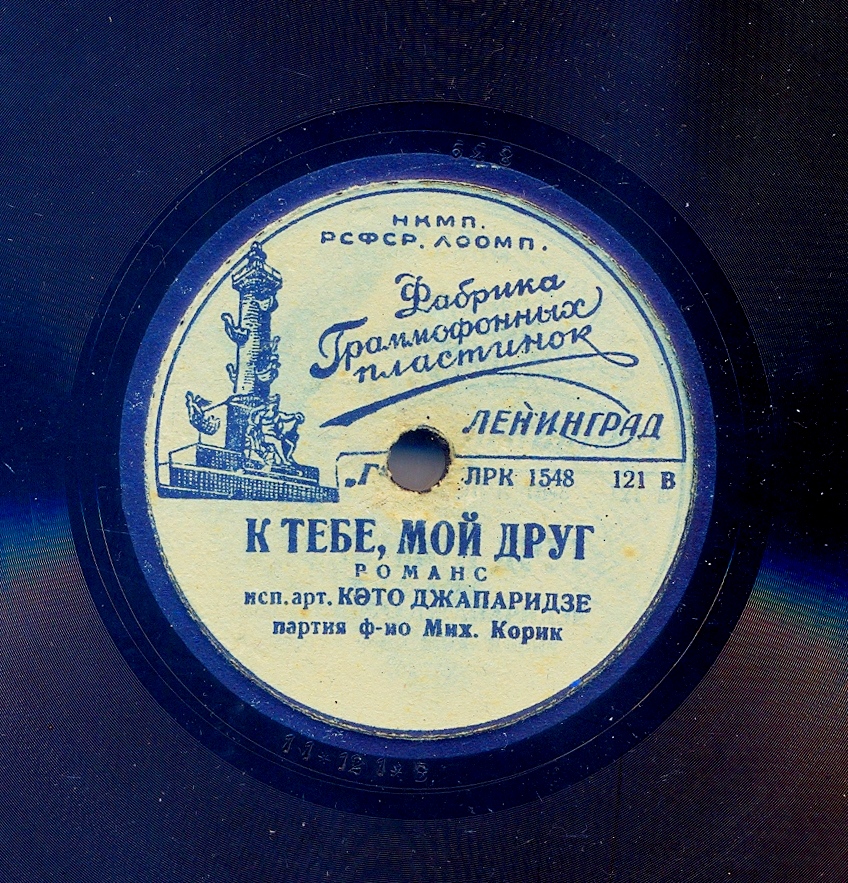 НКМП.
РСФСР. ЛООМП.
Фабрика
Граммофонных
пластинок
ЛЕНИНГРАД
„Г“ ЛРК 1548 121 В
К ТЕБЕ, МОЙ ДРУГ
РОМАНС
исп. арт. КӘТО ДЖАПАРИДЗЕ
партия ф-но Мих. Корик